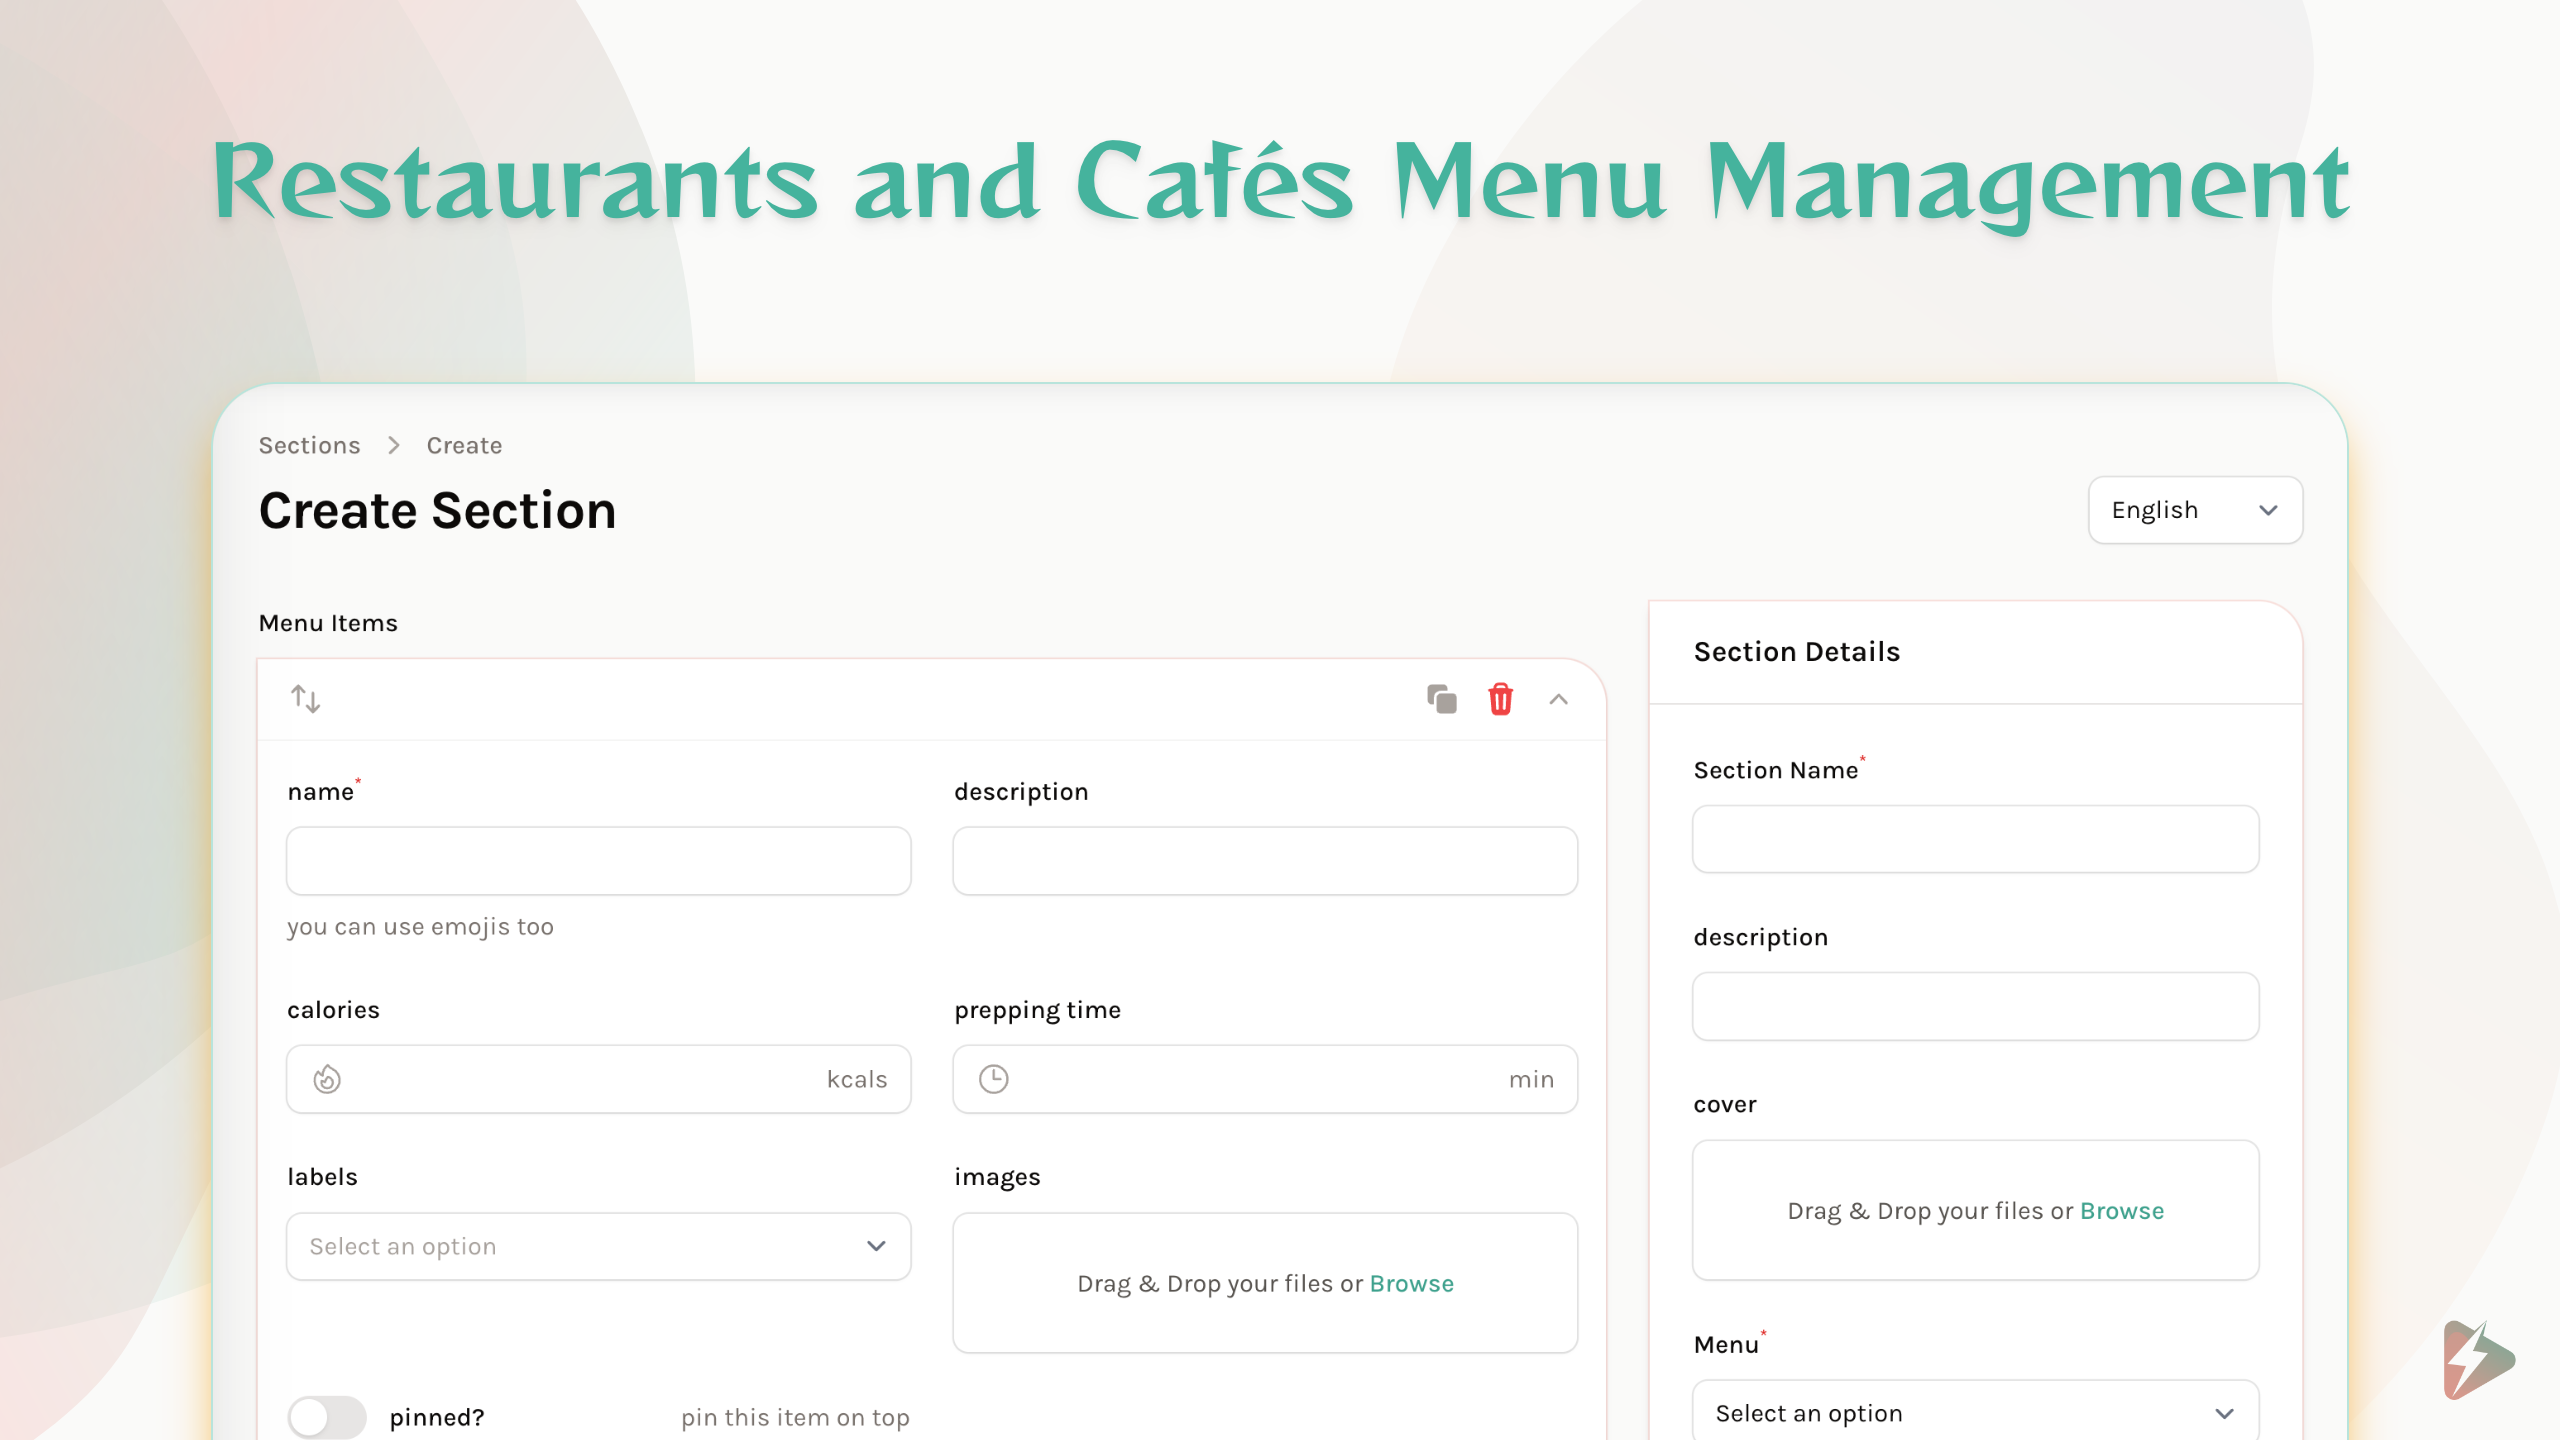 Restaurants and Cafés Menu Management
Sections > Create
Create Section
English
Menu Items
name*
description
you can use emojis too
calories
prepping time
kcals
min
labels
images
Select an option
Drag & Drop your files or Browse
pinned?
pin this item on top
Section Details
Section Name*
description
cover
Drag & Drop your files or Browse
Menu*
Select an option